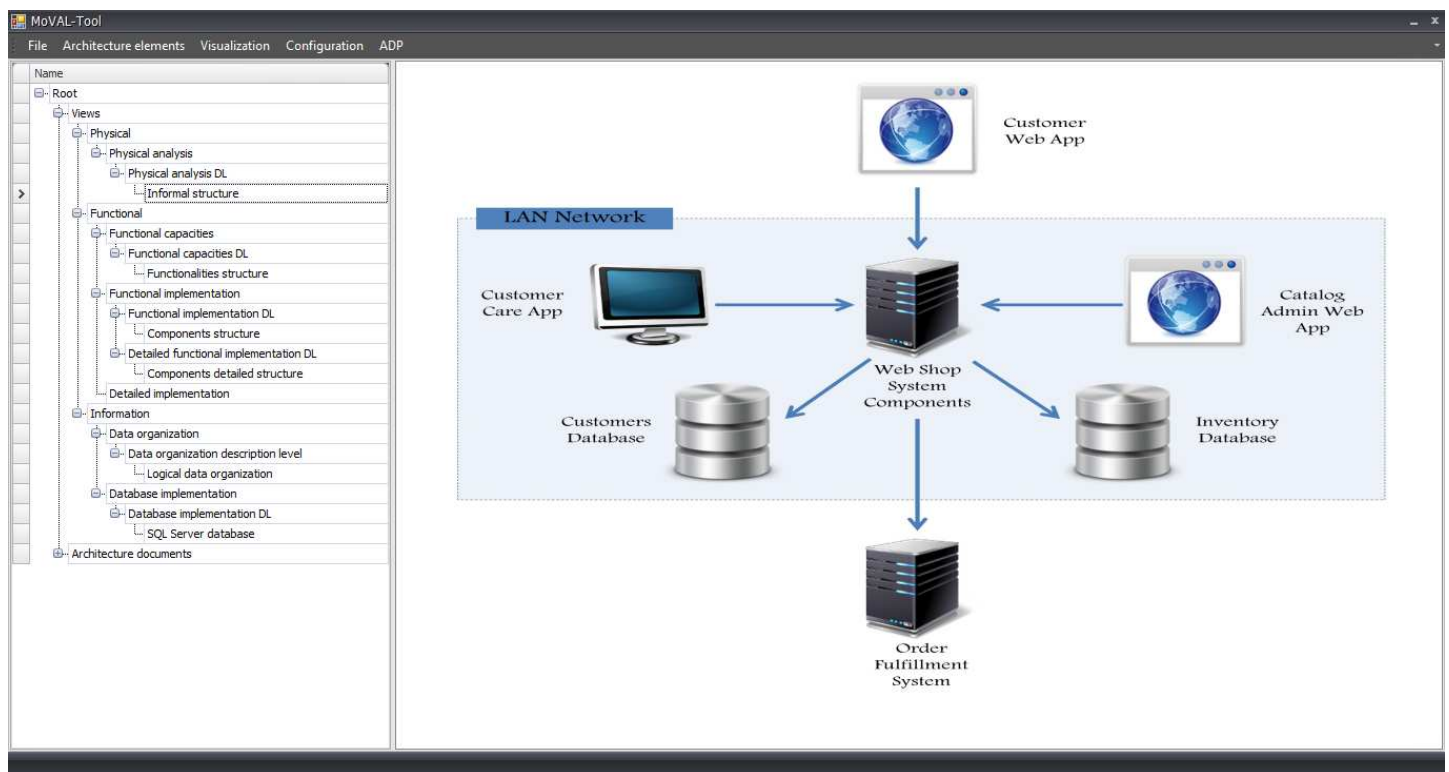 MoVAL-Tool
File Architecture elements Visualization Configuration ADP
Name
Root
Views
Physical
Physical analysis
Physical analysis DL
Informal structure
Functional
Functional capacities
Functional capacities DL
Functionalities structure
Functional implementation
Functional implementation DL
Components structure
Detailed functional implementation DL
Components detailed structure
Detailed implementation
Information
Data organization
Data organization description level
Logical data organization
Database implementation
Database implementation DL
SQL Server database
Architecture documents
Customer
Web App
LAN Network
Customer
Care App
Catalog
Admin Web
App
Web Shop
System
Components
Customers
Database
Inventory
Database
Order
Fulfillment
System